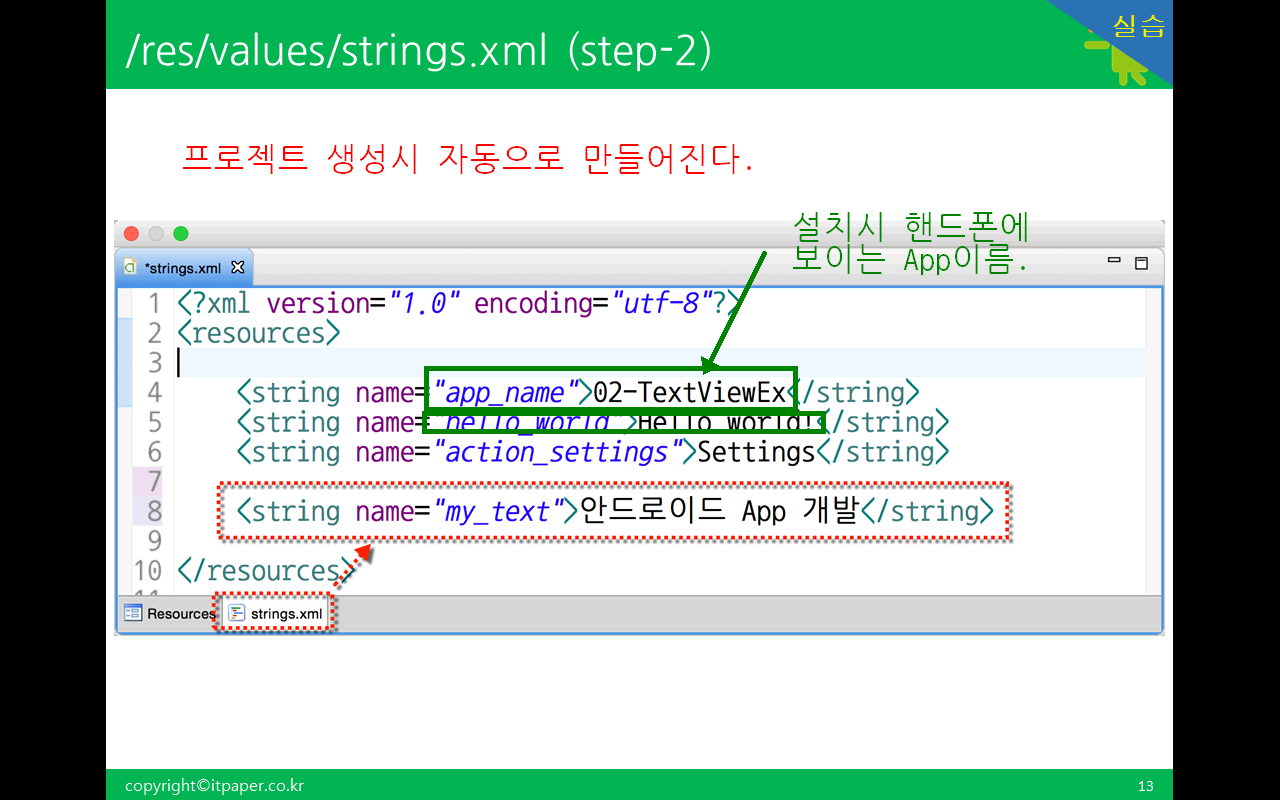 /res/values/strings.xml (step-2)
실습
프로젝트 생성시 자동으로 만들어진다.
설치시 핸드폰에
보이는 App이름.
*strings.xml
1 <?xml version="1.0" encoding="utf-8"?>
2 <resources>
3
4 <string name="app_name">02-TextViewEx</string>
5 <string name="hello_world">Hello world!</string>
6 <string name="action_settings">Settings</string>
7
8 <string name="my_text">안드로이드 App 개발</string>
9
10 </resources>
11
Resources
strings.xml
copyright©itpaper.co.kr
13